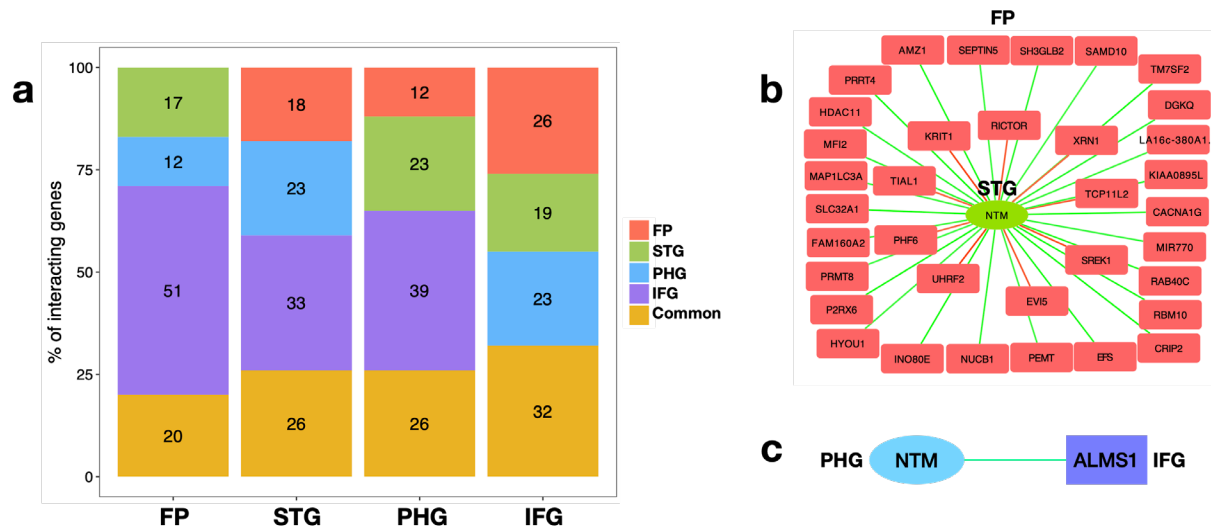 a
% of interacting genes
100
75
50
25
0
17
12
51
20
18
23
33
26
12
23
39
26
26
19
23
32
FP
STG
PHG
IFG
FP
STG
PHG
IFG
Common
b
FP
AMZ1
SEPTIN5
SH3GLB2
SAMD10
TM7SF2
PRRT4
DGKQ
HDAC11
KRIT1
RICTOR
XRN1
LA16c-380A1.
MFI2
MAP1LC3A
TIAL1
STG
NTM
TCP11L2
KIAA0895L
SLC32A1
CACNA1G
FAM160A2
PHF6
MIR770
PRMT8
UHRF2
SREK1
RAB40C
P2RX6
EVI5
RBM10
HYOU1
INO80E
NUCB1
PEMT
EFS
CRIP2
c
PHG
NTM
ALMS1
IFG